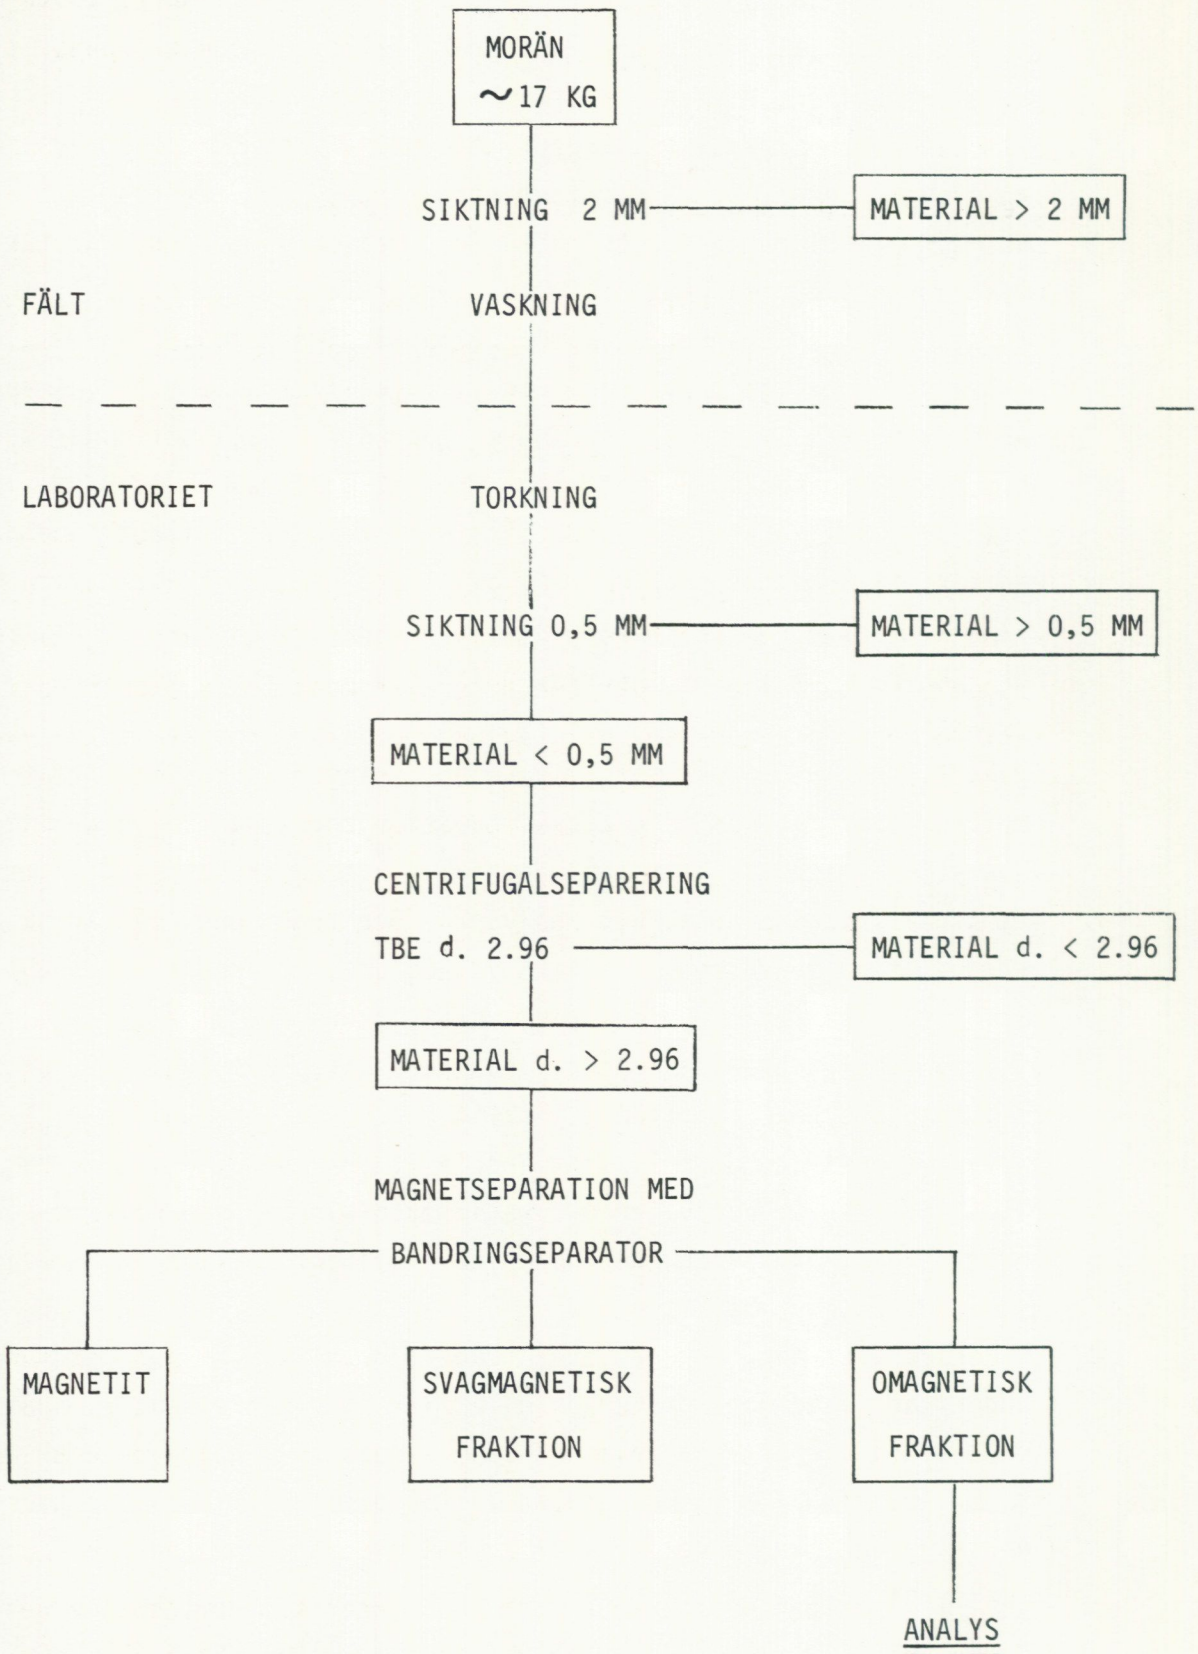 MORÄN
~17 KG
SIKTNING 2 MM
MATERIAL > 2 MM
FÄLT
VASKNING
LABORATORIET
TORKNING
SIKTNING 0,5 MM
MATERIAL > 0,5 MM
MATERIAL < 0,5 MM
CENTRIFUGALSEPARERING
TBE d. 2.96
MATERIAL d. < 2.96
MATERIAL d. > 2.96
MAGNETSEPARATION MED
BANDRINGSEPARATOR
MAGNETIT
SVAGMAGNETISK
FRAKTION
OMAGNETISK
FRAKTION
ANALYS